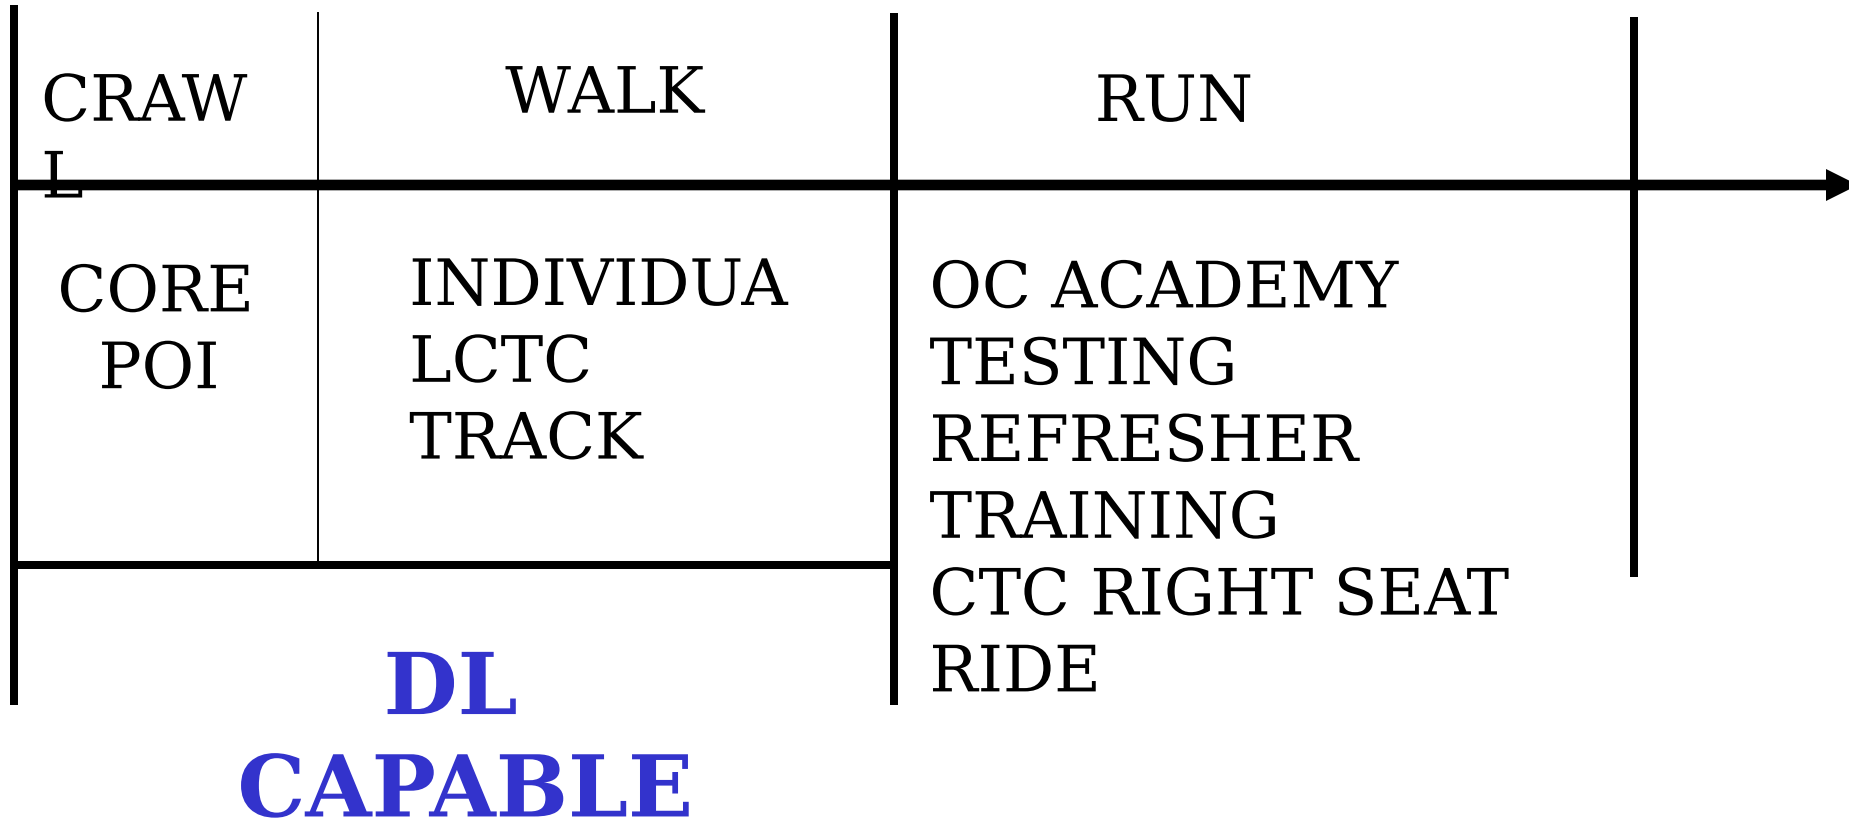 CRAW
L
WALK
RUN
CORE
POI
INDIVIDUA
LCTC
TRACK
OC ACADEMY
TESTING
REFRESHER
TRAINING
CTC RIGHT SEAT
RIDE
DL
CAPABLE